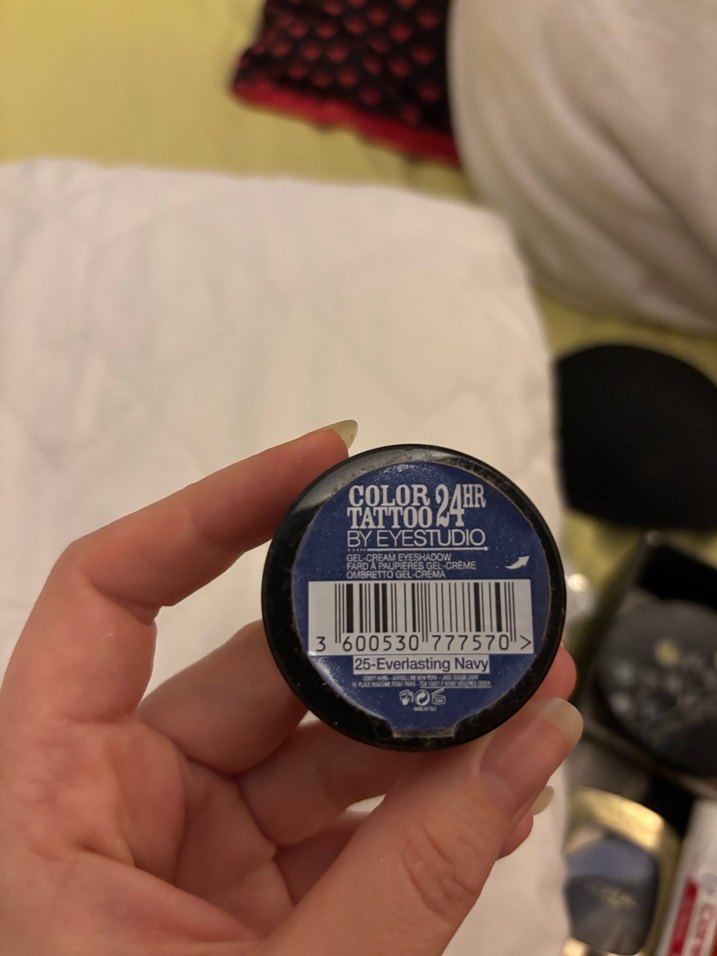 COLOR 24HR
TATTOO
BY EYESTUDIO
GEL-CREAM EYESHADOW
FARD À PAUPIÈRES GEL-CRÈME
OMBRETTO GEL-CREMA
3 600530 777570 >
25-Everlasting Navy